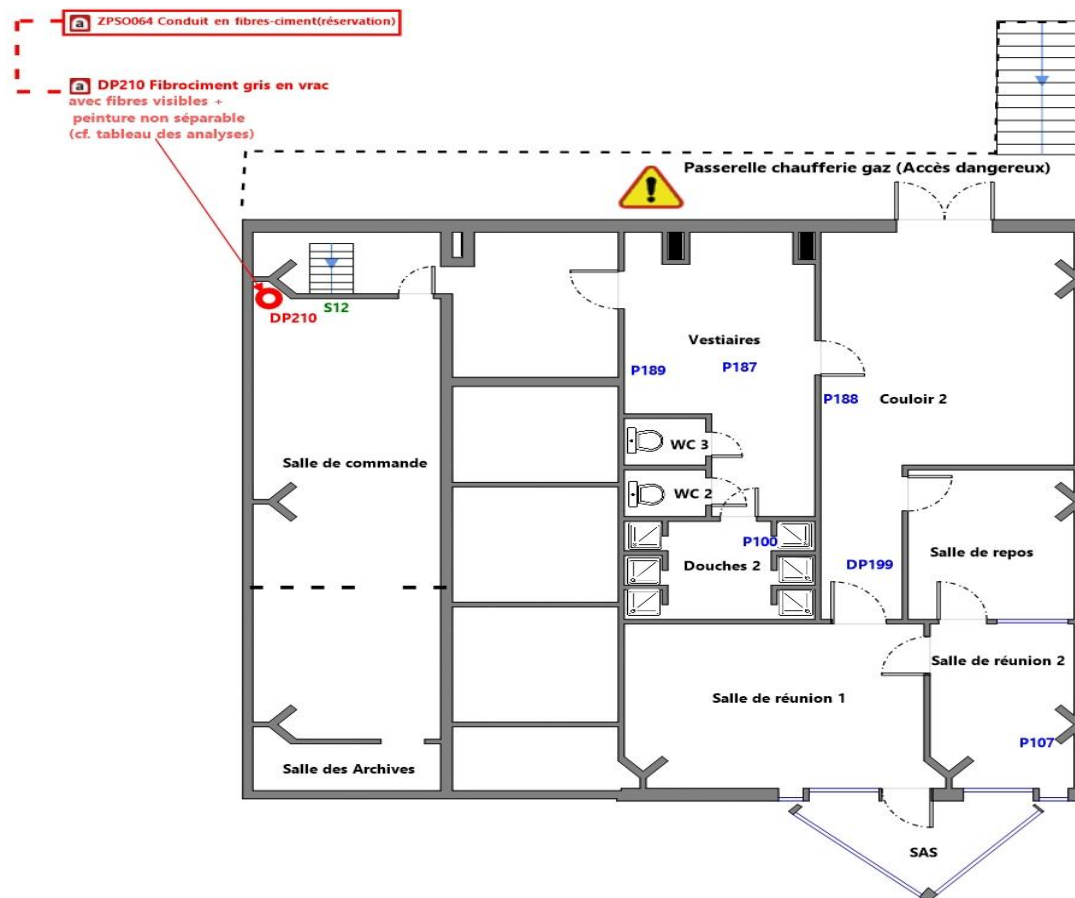 a ZPSO064 Conduit en fibres-ciment(réservation)
a DP210 Fibrociment gris en vrac
avec fibres visibles +
peinture non séparable
(cf. tableau des analyses)
Passerelle chaufferie gaz (Accès dangereux)
!
DP210
S12
Vestiaires
P189
P187
P188
Couloir 2
WC 3
Salle de commande
WC 2
P100
Douches 2
DP199
Salle de repos
Salle de réunion 1
Salle de réunion 2
P107
Salle des Archives
SAS